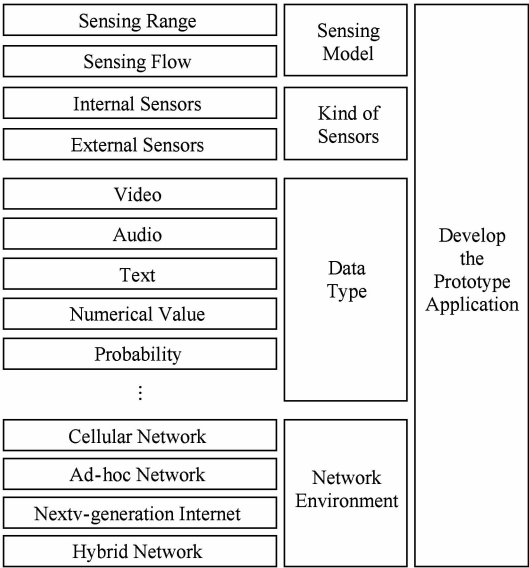 Sensing Range
Sensing Flow
Sensing
Model
Internal Sensors
External Sensors
Kind of
Sensors
Video
Audio
Text
Numerical Value
Probability
⋮
Data
Type
Cellular Network
Ad-hoc Network
Nextv-generation Internet
Hybrid Network
Network
Environment
Develop
the
Prototype
Application